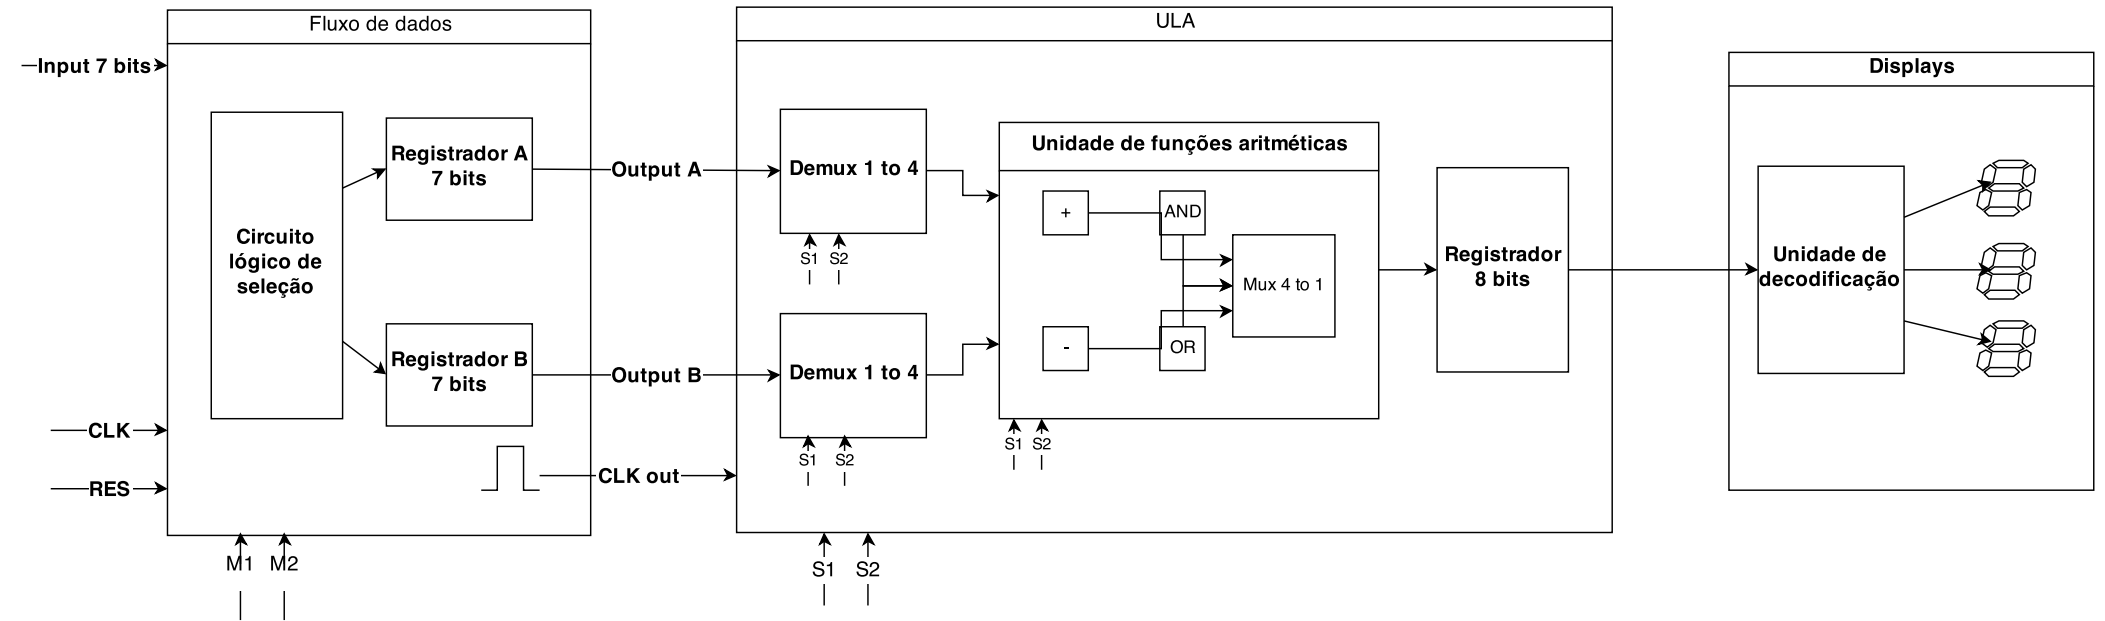 Fluxo de dados
Input 7 bits
Circuito
lógico de
seleção
Registrador A
7 bits
Registrador B
7 bits
CLK
RES
M1 M2
Output A
Output B
CLK out
ULA
Demux 1 to 4
S1 S2
Demux 1 to 4
S1 S2
Unidade de funções aritméticas
+
AND
-
OR
Mux 4 to 1
S1 S2
Registrador
8 bits
S1 S2
Displays
Unidade de
decodificação